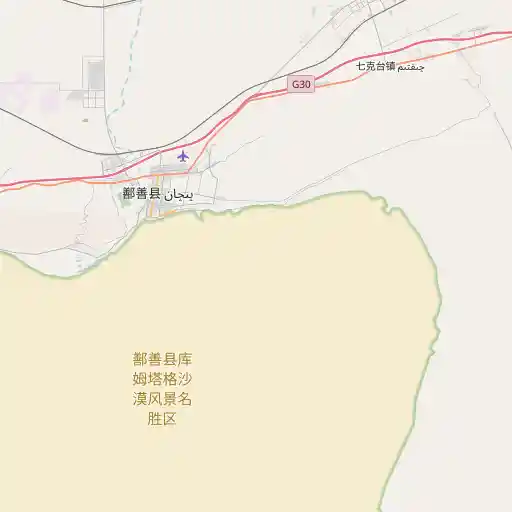 七克台镇 چىقتىم
G30
鄯善县 پىچان
鄯善县库
姆塔格沙
漠风景名
胜区